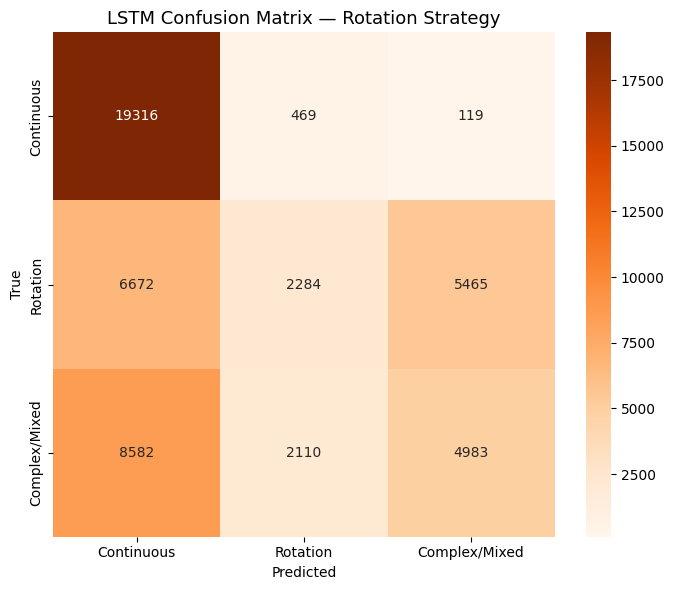 LSTM Confusion Matrix — Rotation Strategy
True
Continuous
19316 469 119
Rotation
6672 2284 5465
Complex/Mixed
8582 2110 4983
Continuous Rotation Complex/Mixed
Predicted
17500
15000
12500
10000
7500
5000
2500